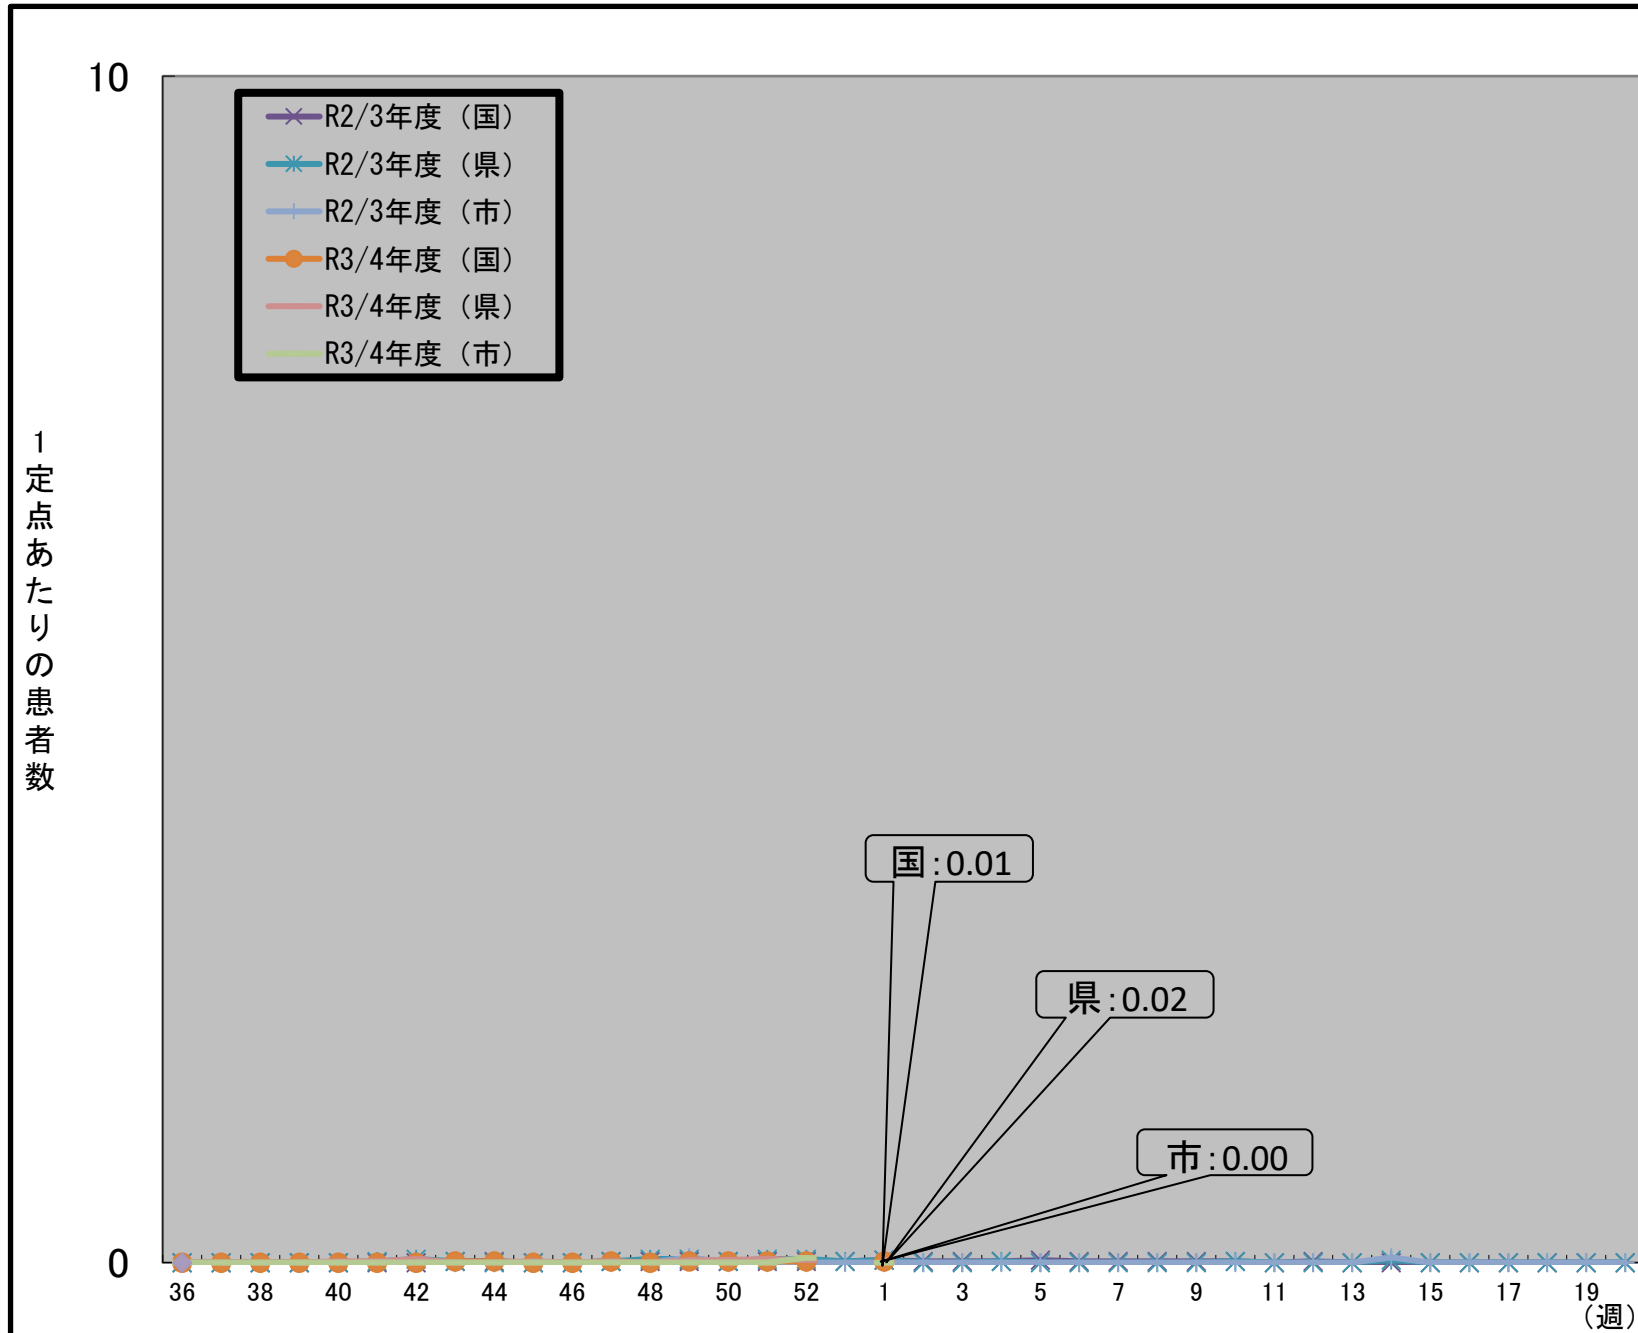 10
R2/3年度（国）
R2/3年度（県）
R2/3年度（市）
R3/4年度（国）
R3/4年度（県）
R3/4年度（市）
1定点あたりの患者数
国：0.01
県：0.02
市：0.00
0
36 38 40 42 44 46 48 50 52 1 3 5 7 9 11 13 15 17 19
（週）